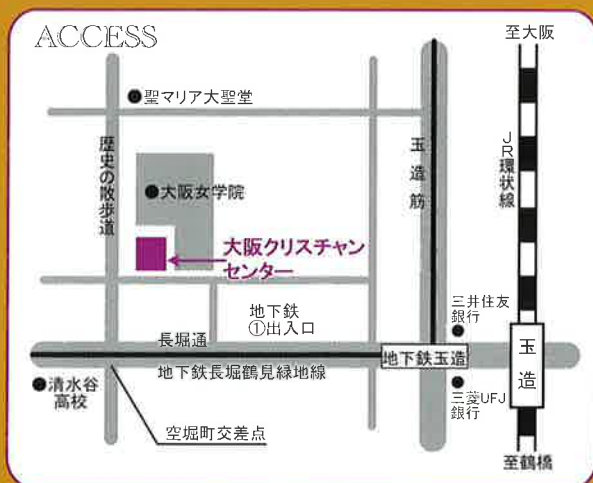 ACCESS
至大阪
●聖マリア大聖堂
歴史の散歩道
玉造筋
JR環状線
●大阪女学院
大阪クリスチャン
センター
地下鉄
①出入口
三井住友
銀行
長堀通
地下鉄玉造
玉造
地下鉄長堀鶴見緑地線
●清水谷
高校
三菱UFJ
銀行
空堀町交差点
至鶴橋